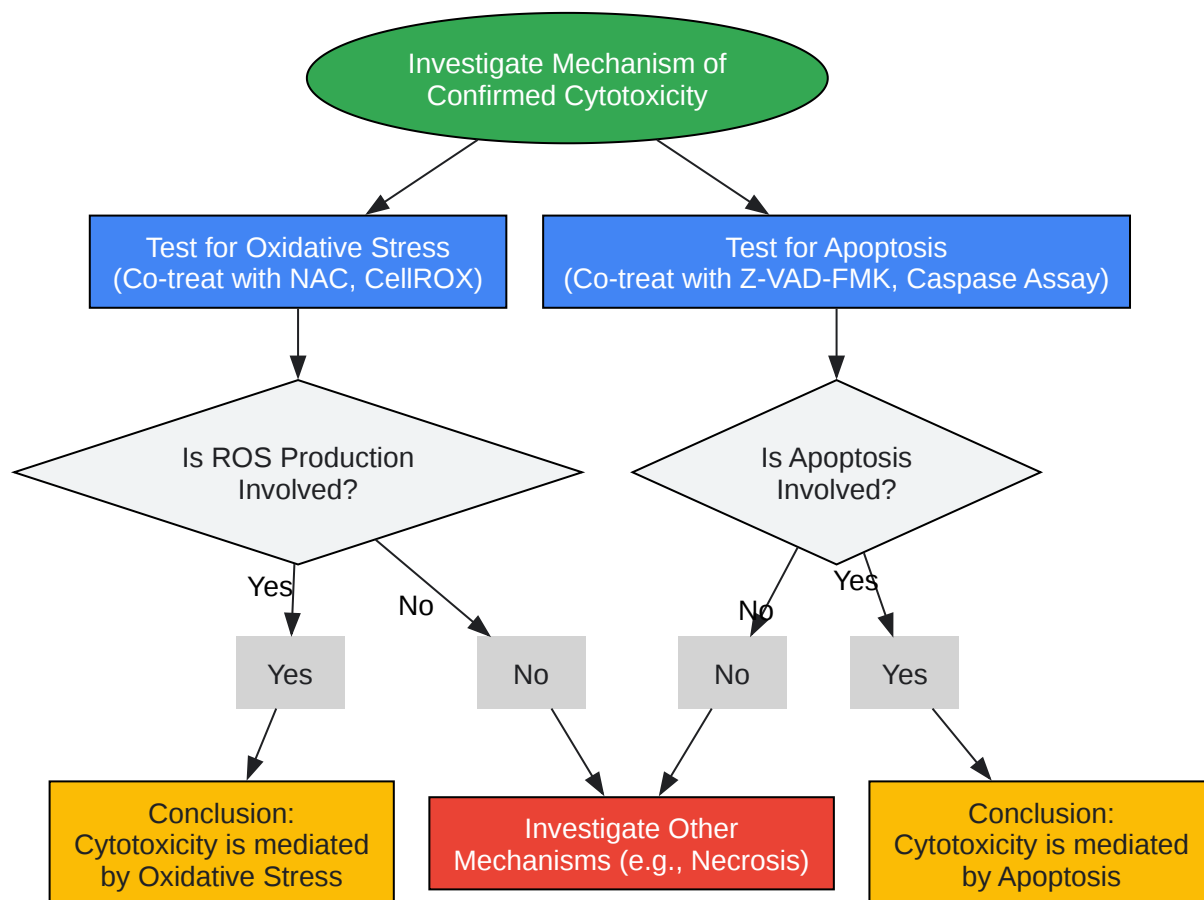 Investigate Mechanism of
Confirmed Cytotoxicity
Test for Oxidative Stress
(Co-treat with NAC, CellROX)
Test for Apoptosis
(Co-treat with Z-VAD-FMK, Caspase Assay)
Is ROS Production
Involved?
Is Apoptosis
Involved?
Yes
No
No
Yes
Yes
No
No
Yes
Conclusion:
Cytotoxicity is mediated
by Oxidative Stress
Investigate Other
Mechanisms (e.g., Necrosis)
Conclusion:
Cytotoxicity is mediated
by Apoptosis